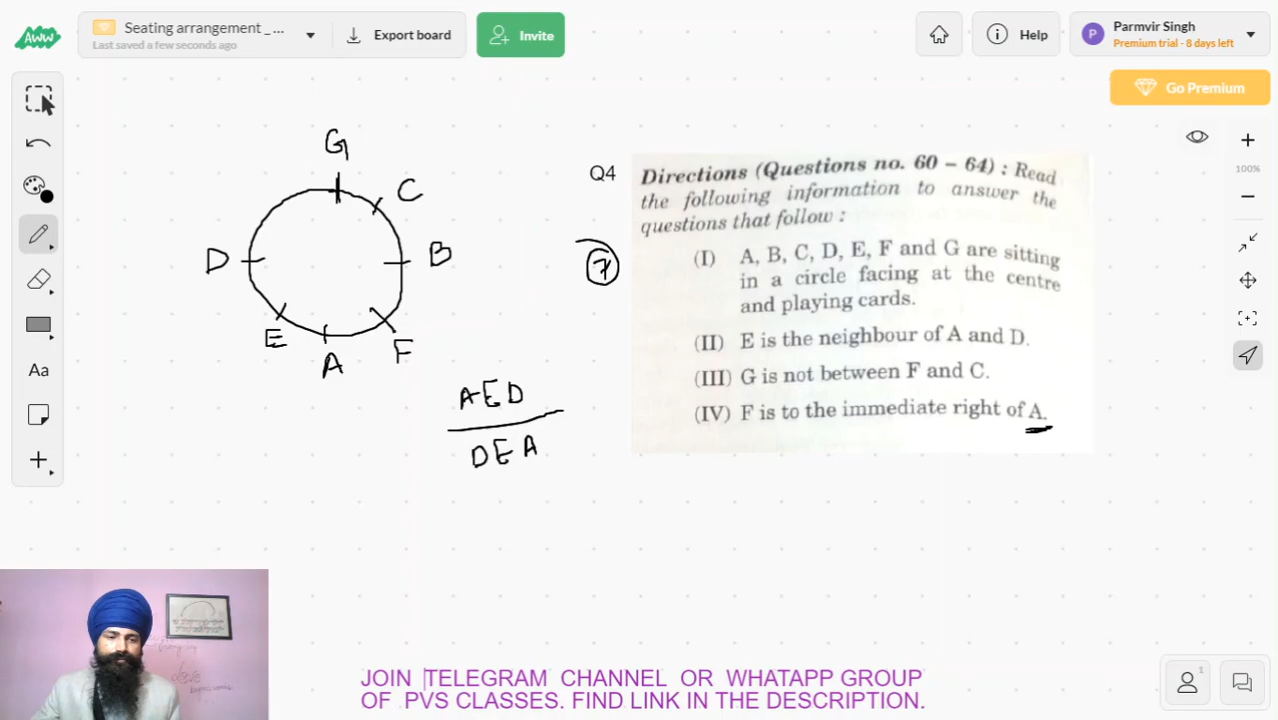 AWW
Seating arrangement _ ...
Last saved a few seconds ago
Export board
Invite
Help
P
Parmvir Singh
Premium trial - 8 days left
Go Premium
100%
Aa
G
C
D
B
E
A
F
AED
DEA
Q4
7
Directions (Questions no. 60 – 64) : Read
the following information to answer the
questions that follow :
(I) A, B, C, D, E, F and G are sitting
in a circle facing at the centre
and playing cards.
(II) E is the neighbour of A and D.
(III) G is not between F and C.
(IV) F is to the immediate right of A.
JOIN TELEGRAM CHANNEL OR WHATAPP GROUP
OF PVS CLASSES. FIND LINK IN THE DESCRIPTION.
1